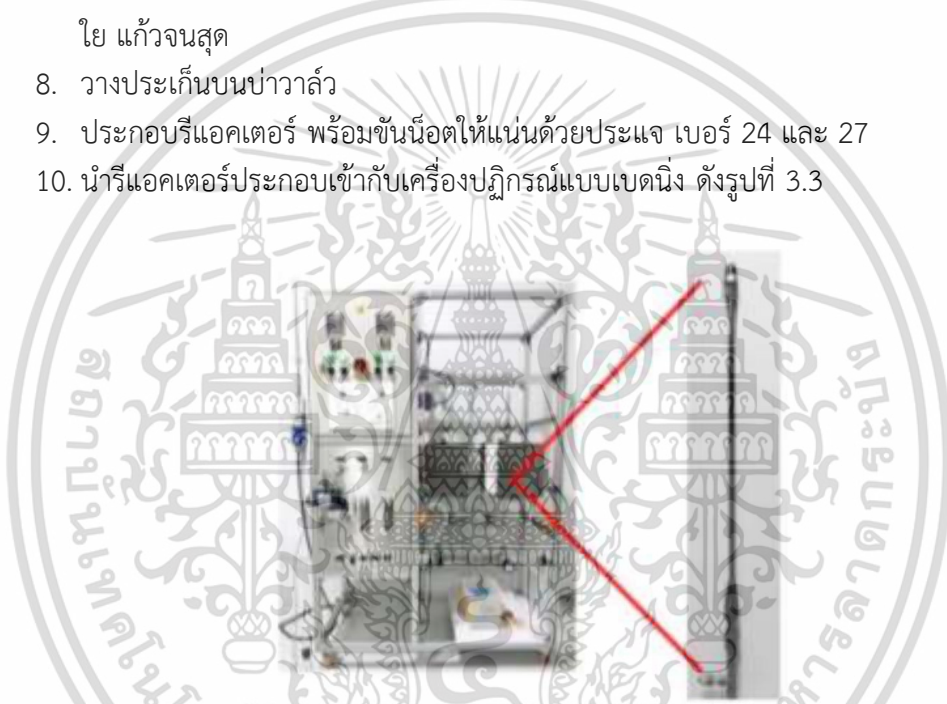 ใย แก้วจนสุด
8. วางประเก็นบนบ่าวาล์ว
9. ประกอบรีแอคเตอร์ พร้อมขันน็อตให้แน่นด้วยประแจ เบอร์ 24 และ 27
10. นำรีแอคเตอร์ประกอบเข้ากับเครื่องปฏิกรณ์แบบเบดนิ่ง ดังรูปที่ 3.3